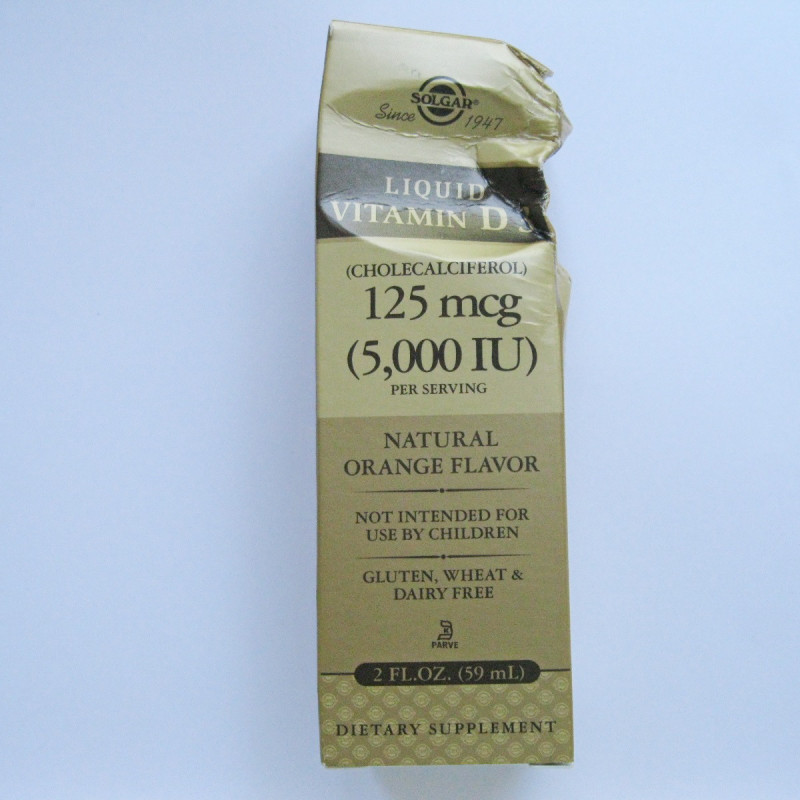 SOLGAR®
Since 1947
LIQUID
VITAMIN D 3
(CHOLECALCIFEROL)
125 mcg
(5,000 IU)
PER SERVING
NATURAL
ORANGE FLAVOR
NOT INTENDED FOR
USE BY CHILDREN
GLUTEN, WHEAT &
DAIRY FREE
K
PARVE
2 FL.OZ. (59 mL)
DIETARY SUPPLEMENT